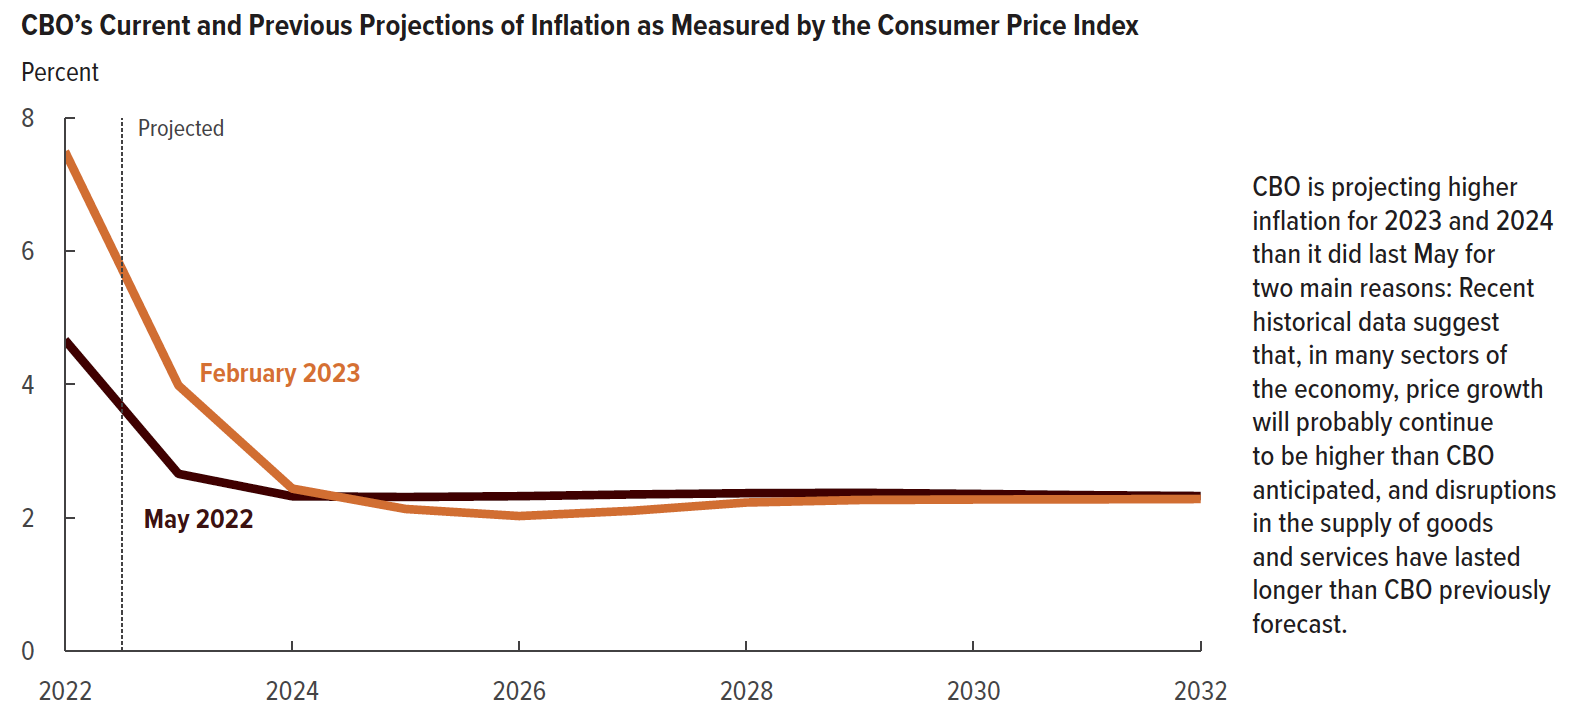 CBO's Current and Previous Projections of Inflation as Measured by the Consumer Price Index
Percent
8
Projected
6
4
2
0
February 2023
May 2022
2022
2024
2026
2028
2030
2032
CBO is projecting higher
inflation for 2023 and 2024
than it did last May for
two main reasons: Recent
historical data suggest
that, in many sectors of
the economy, price growth
will probably continue
to be higher than CBO
anticipated, and disruptions
in the supply of goods
and services have lasted
longer than CBO previously
forecast.